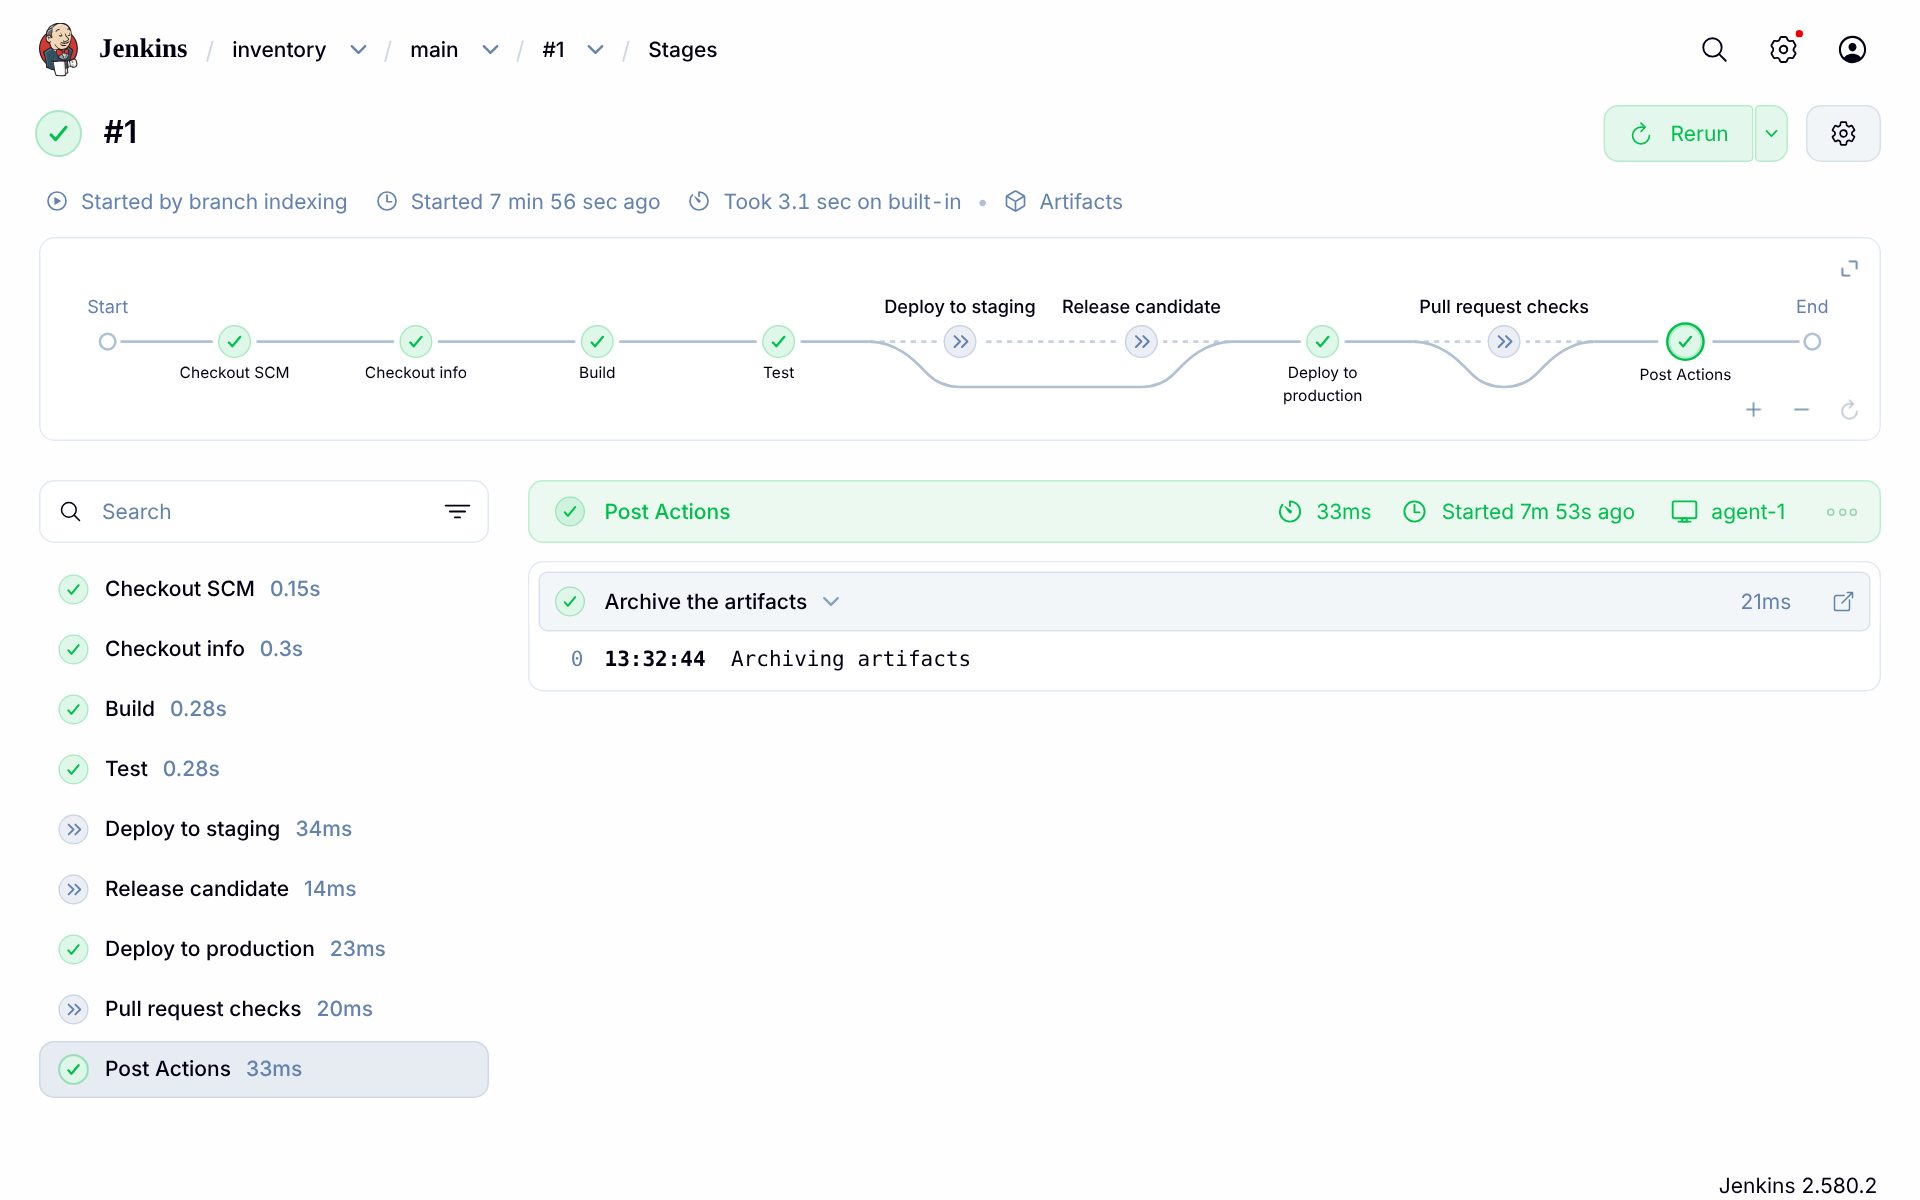 Jenkins / inventory / main / #1 / Stages
#1
Rerun
Started by branch indexing Started 7 min 56 sec ago Took 3.1 sec on built-in • Artifacts
Start Deploy to staging Release candidate Pull request checks End
Checkout SCM Checkout info Build Test Deploy to production Post Actions
Search
Checkout SCM 0.15s
Checkout info 0.3s
Build 0.28s
Test 0.28s
Deploy to staging 34ms
Release candidate 14ms
Deploy to production 23ms
Pull request checks 20ms
Post Actions 33ms
Post Actions 33ms Started 7m 53s ago agent-1
Archive the artifacts 21ms
0 13:32:44 Archiving artifacts
Jenkins 2.580.2